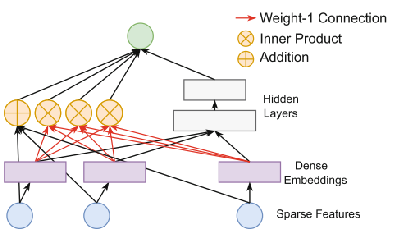 Weight-1 Connection
Inner Product
Addition
Hidden
Layers
Dense
Embeddings
Sparse Features